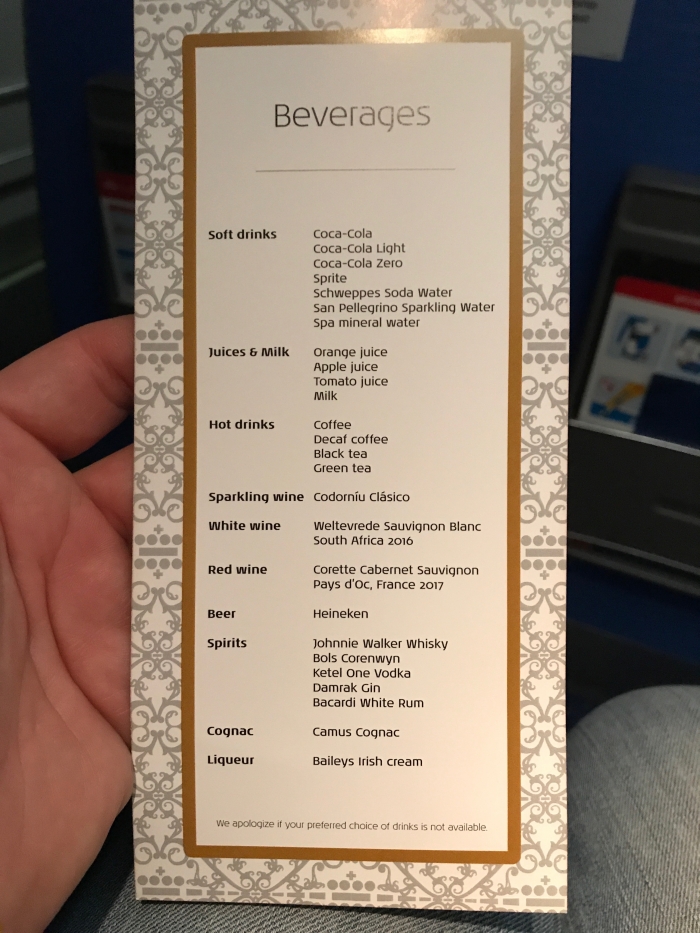 Beverages
Soft drinks Coca-Cola
Coca-Cola Light
Coca-Cola Zero
Sprite
Schweppes Soda Water
San Pellegrino Sparkling Water
Spa mineral water
Juices & Milk Orange juice
Apple juice
Tomato juice
Milk
Hot drinks Coffee
Decaf coffee
Black tea
Green tea
Sparkling wine Codorníu Clásico
White wine Weltevrede Sauvignon Blanc
South Africa 2016
Red wine Corette Cabernet Sauvignon
Pays d'Oc, France 2017
Beer Heineken
Spirits Johnnie Walker Whisky
Bols Corenwyn
Ketel One Vodka
Damrak Gin
Bacardi White Rum
Cognac Camus Cognac
Liqueur Baileys Irish cream
We apologize if your preferred choice of drinks is not available.